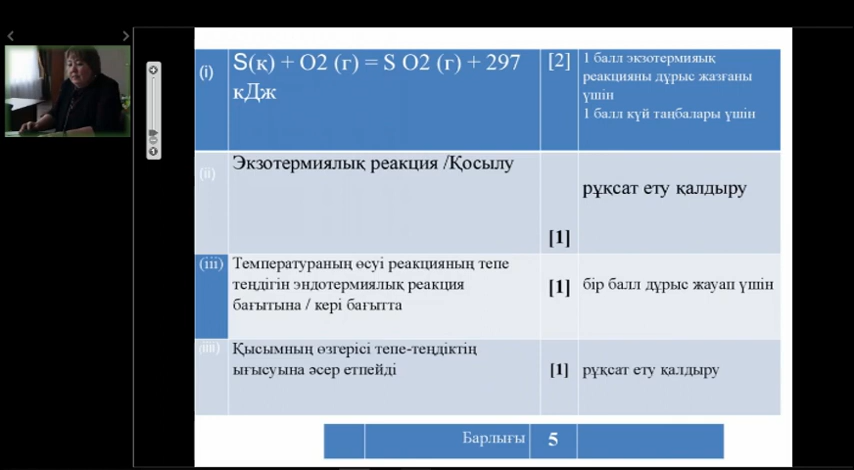 (i)
S(к) + O2 (г) = S O2 (г) + 297
кДж
[2]
1 балл экзотермиялық
реакцияны дұрыс жазғаны
үшін
1 балл күй таңбалары үшін
(ii)
Экзотермиялық реакция /Қосылу
[1]
рұқсат ету қалдыру
(iii)
Температураның өсуі реакцияның тепе
теңдігін эндотермиялық реакция
бағытына / кері бағытта
[1]
бір балл дұрыс жауап үшін
(iiii)
Қысымның өзгерісі тепе-теңдіктің
ығысуына әсер етпейді
[1]
рұқсат ету қалдыру
Барлығы
5